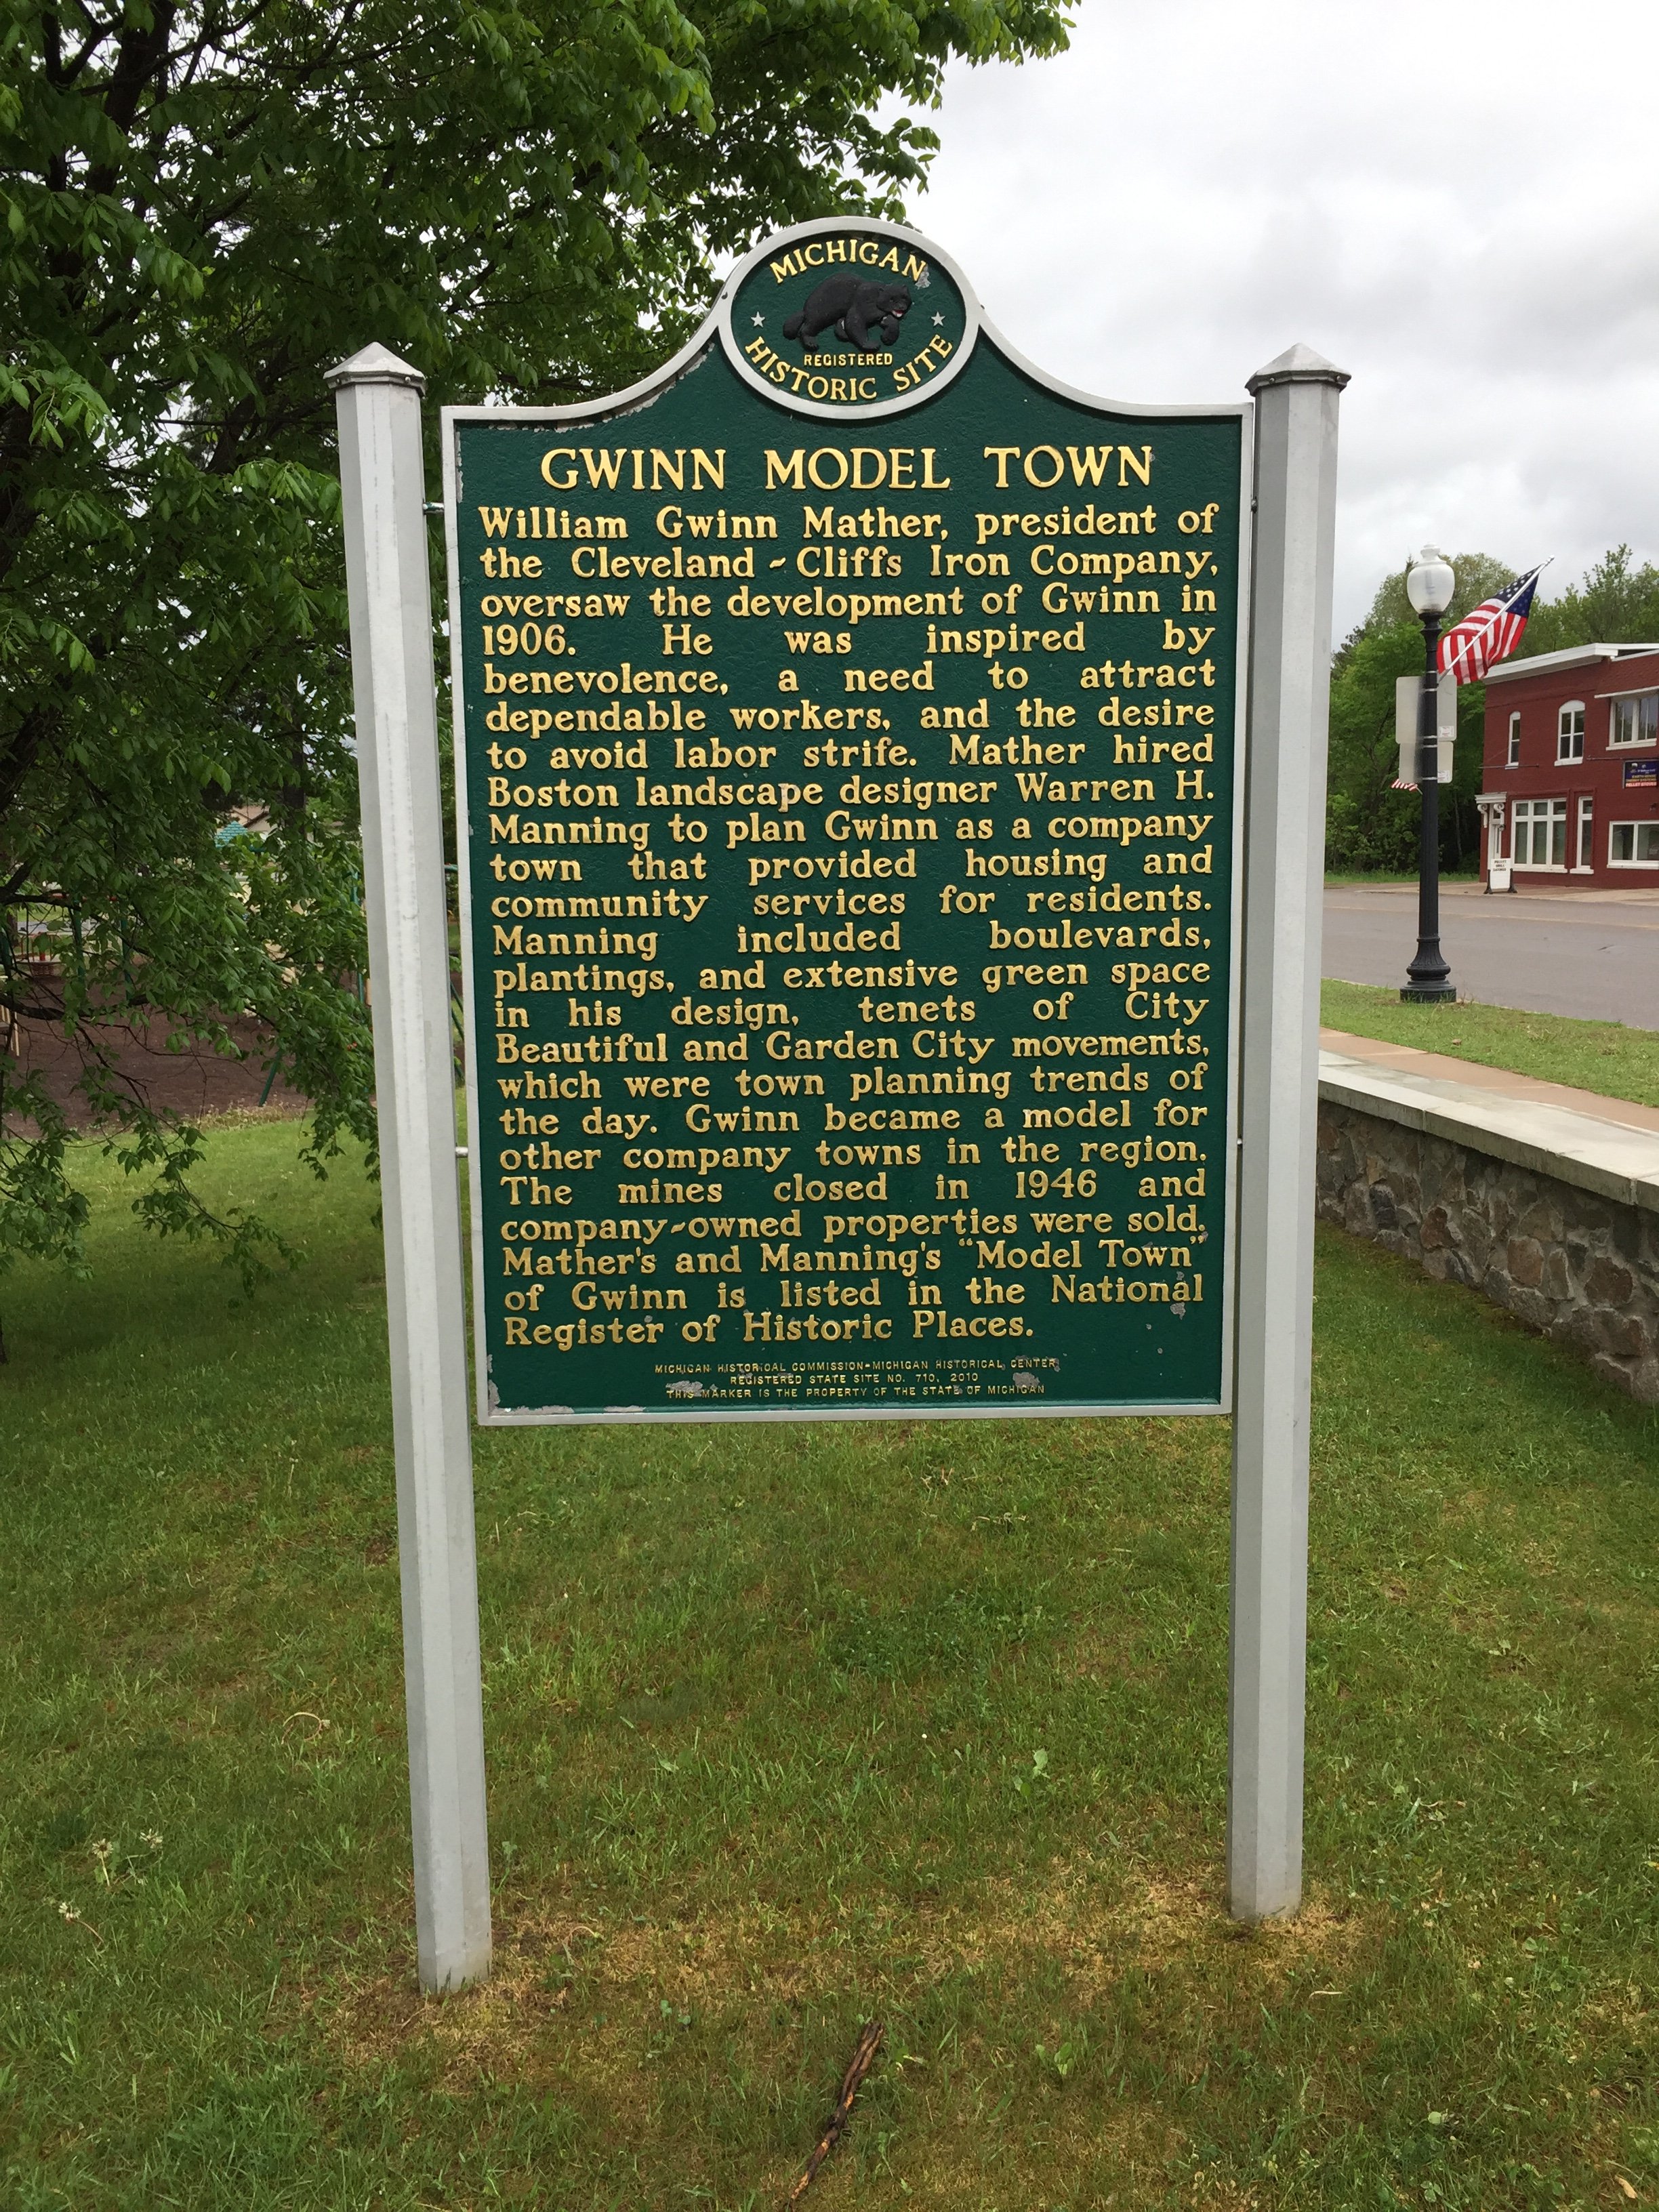 MICHIGAN
REGISTERED
HISTORIC SITE
GWINN MODEL TOWN
William Gwinn Mather, president of
the Cleveland-Cliffs Iron Company,
oversaw the development of Gwinn in
1906. He was inspired by
benevolence, a need to attract
dependable workers, and the desire
to avoid labor strife. Mather hired
Boston landscape designer Warren H.
Manning to plan Gwinn as a company
town that provided housing and
community services for residents.
Manning included boulevards,
plantings, and extensive green space
in his design, tenets of City
Beautiful and Garden City movements,
which were town planning trends of
the day. Gwinn became a model for
other company towns in the region.
The mines closed in 1946 and
company-owned properties were sold.
Mather's and Manning's "Model Town"
of Gwinn is listed in the National
Register of Historic Places.
MICHIGAN HISTORICAL COMMISSION-MICHIGAN HISTORICAL CENTER
REGISTERED STATE SITE NO. 710, 2010
THIS MARKER IS THE PROPERTY OF THE STATE OF MICHIGAN